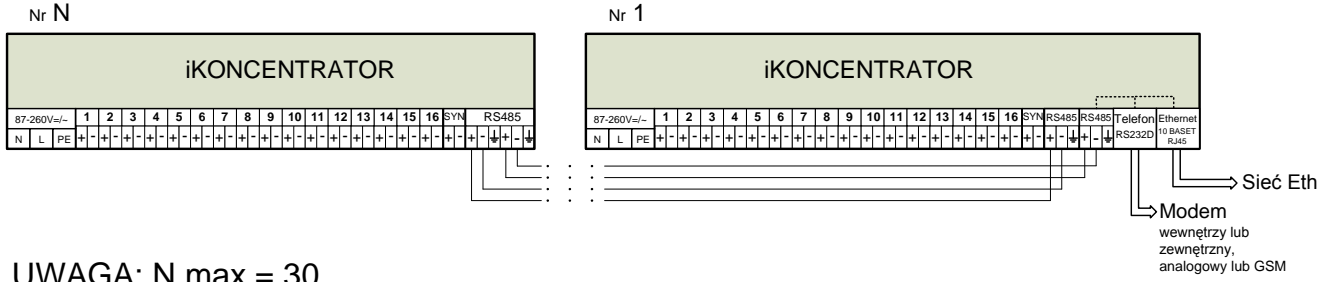 Nr N
Nr 1
iKONCENTRATOR
iKONCENTRATOR
87-260V=/~ 1 2 3 4 5 6 7 8 9 10 11 12 13 14 15 16 SYN RS485
N L PE + - + - + - + - + - + - + - + - + - + - + - + - + - + - + - + - + - + - + -
87-260V=/~ 1 2 3 4 5 6 7 8 9 10 11 12 13 14 15 16 SYN RS485 RS485 Telefon Ethernet
N L PE + - + - + - + - + - + - + - + - + - + - + - + - + - + - + - + - + - + - + - RS232D 10 BASET
RJ45
Sieć Eth
Modem
wewnętrzy lub
zewnętrzny,
analogowy lub GSM
UWAGA: N max = 30